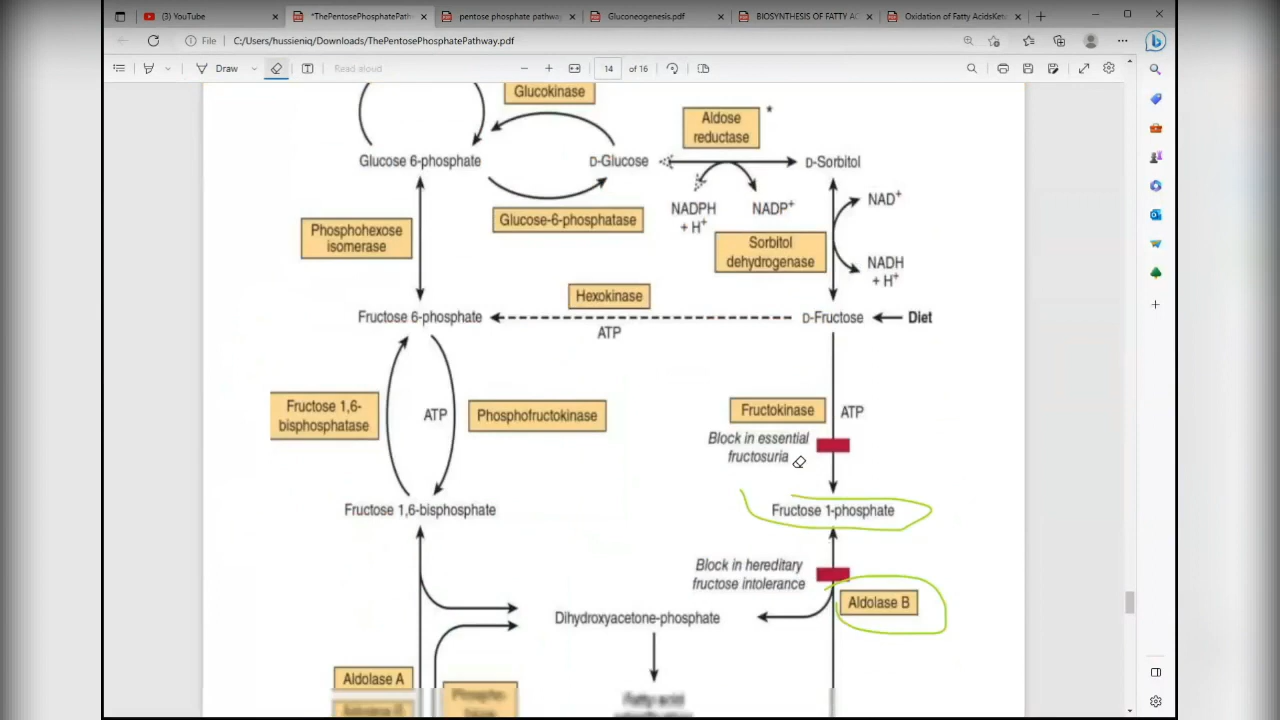 (3) YouTube
*ThePentosePhosphatePath
pentose phosphate pathwa
Gluconeogenesis.pdf
BIOSYNTHESIS OF FATTY AC
Oxidation of Fatty AcidsKet
File
C:/Users/hussieniq/Downloads/ThePentosePhosphatePathway.pdf
Draw
Read aloud
14 of 16
Glucokinase
Aldose
reductase
*
Glucose 6-phosphate
D-Glucose
D-Sorbitol
NADPH
+ H+
NADP+
NAD+
Glucose-6-phosphatase
Phosphohexose
isomerase
Sorbitol
dehydrogenase
NADH
+ H+
Hexokinase
Fructose 6-phosphate
ATP
D-Fructose
Diet
Fructose 1,6-
bisphosphatase
ATP
Phosphofructokinase
Fructokinase
ATP
Block in essential
fructosuria
Fructose 1,6-bisphosphate
Fructose 1-phosphate
Block in hereditary
fructose intolerance
Aldolase B
Dihydroxyacetone-phosphate
Aldolase A